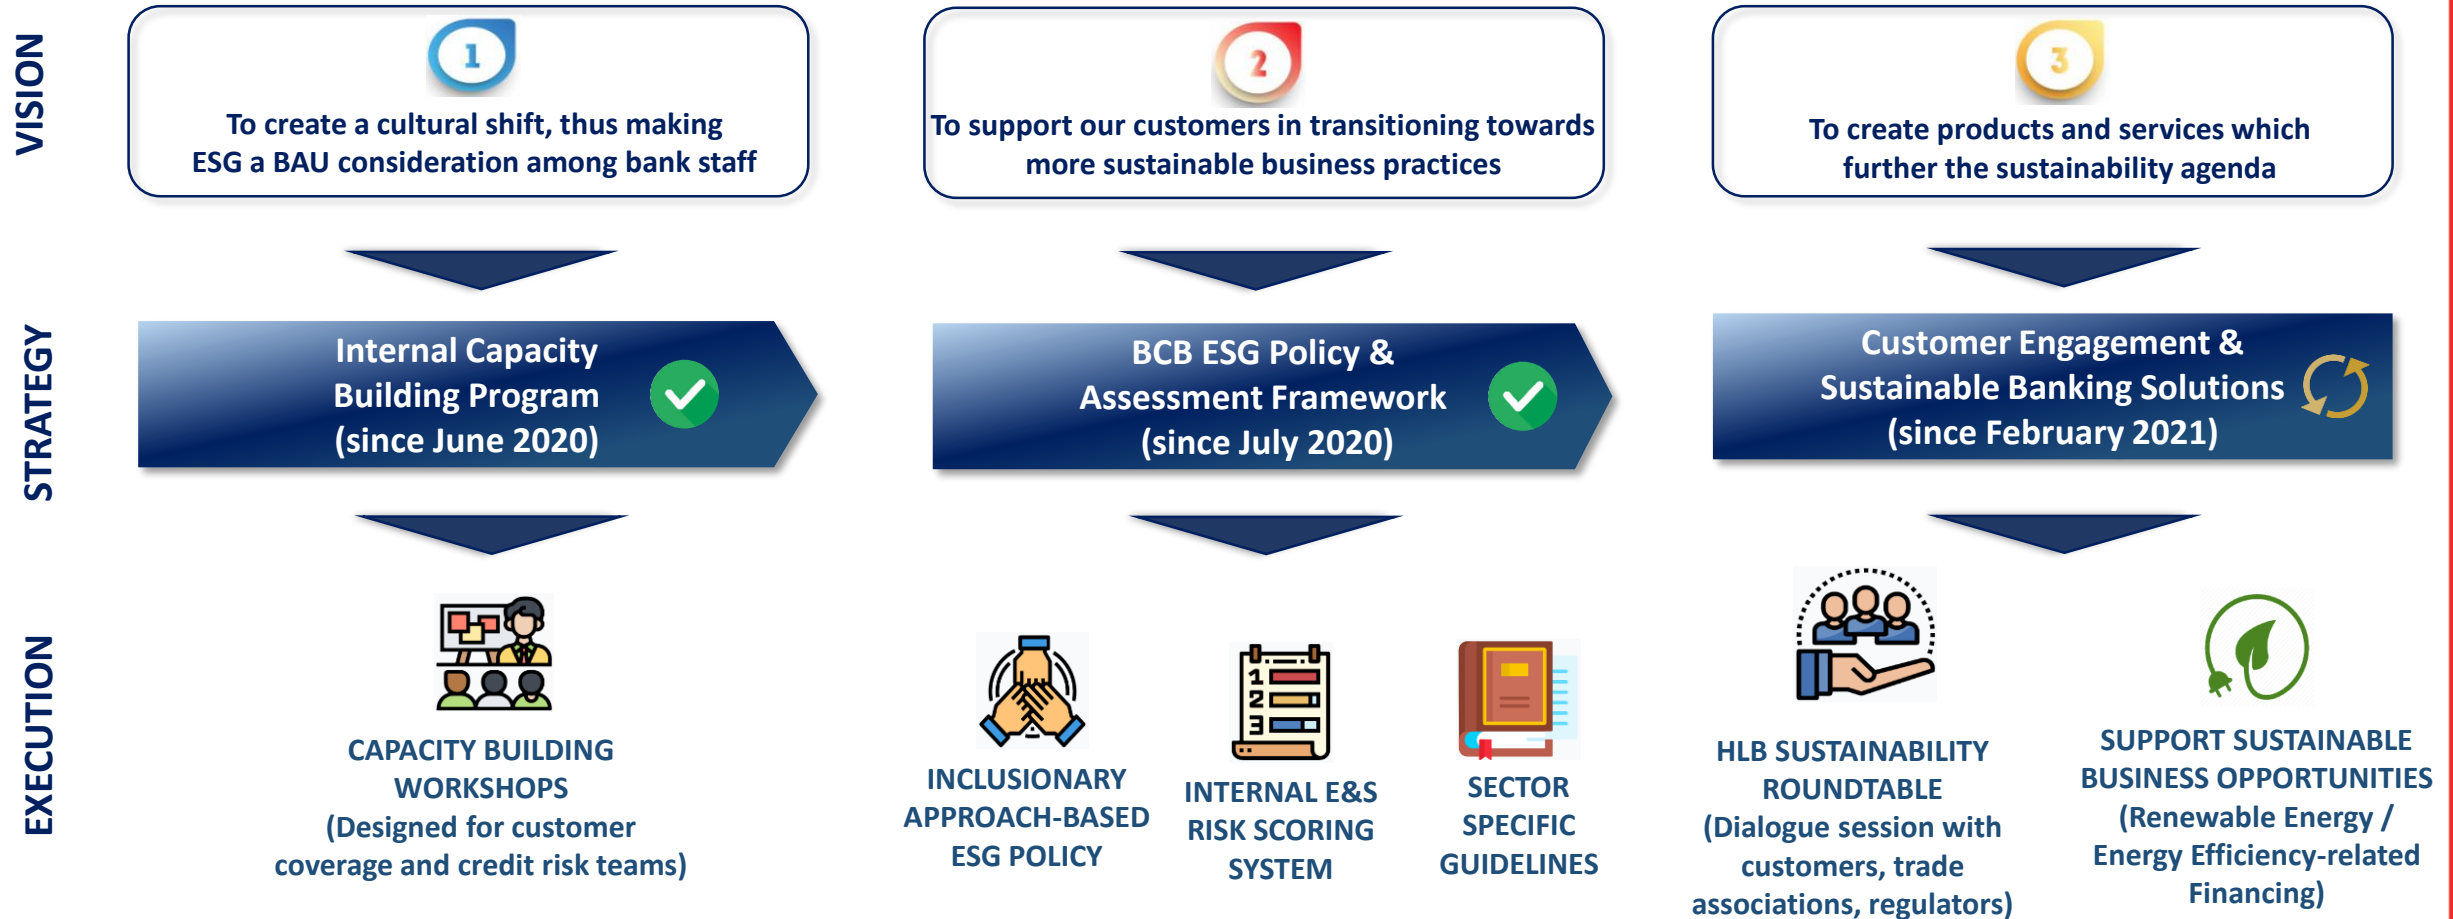 VISION
1
To create a cultural shift, thus making
ESG a BAU consideration among bank staff
2
To support our customers in transitioning towards
more sustainable business practices
3
To create products and services which
further the sustainability agenda
STRATEGY
Internal Capacity
Building Program
(since June 2020)
BCB ESG Policy &
Assessment Framework
(since July 2020)
Customer Engagement &
Sustainable Banking Solutions
(since February 2021)
EXECUTION
CAPACITY BUILDING
WORKSHOPS
(Designed for customer
coverage and credit risk teams)
INCLUSIONARY
APPROACH-BASED
ESG POLICY
1
2
3
INTERNAL E&S
RISK SCORING
SYSTEM
SECTOR
SPECIFIC
GUIDELINES
HLB SUSTAINABILITY
ROUNDTABLE
(Dialogue session with
customers, trade
associations, regulators)
SUPPORT SUSTAINABLE
BUSINESS OPPORTUNITIES
(Renewable Energy /
Energy Efficiency-related
Financing)